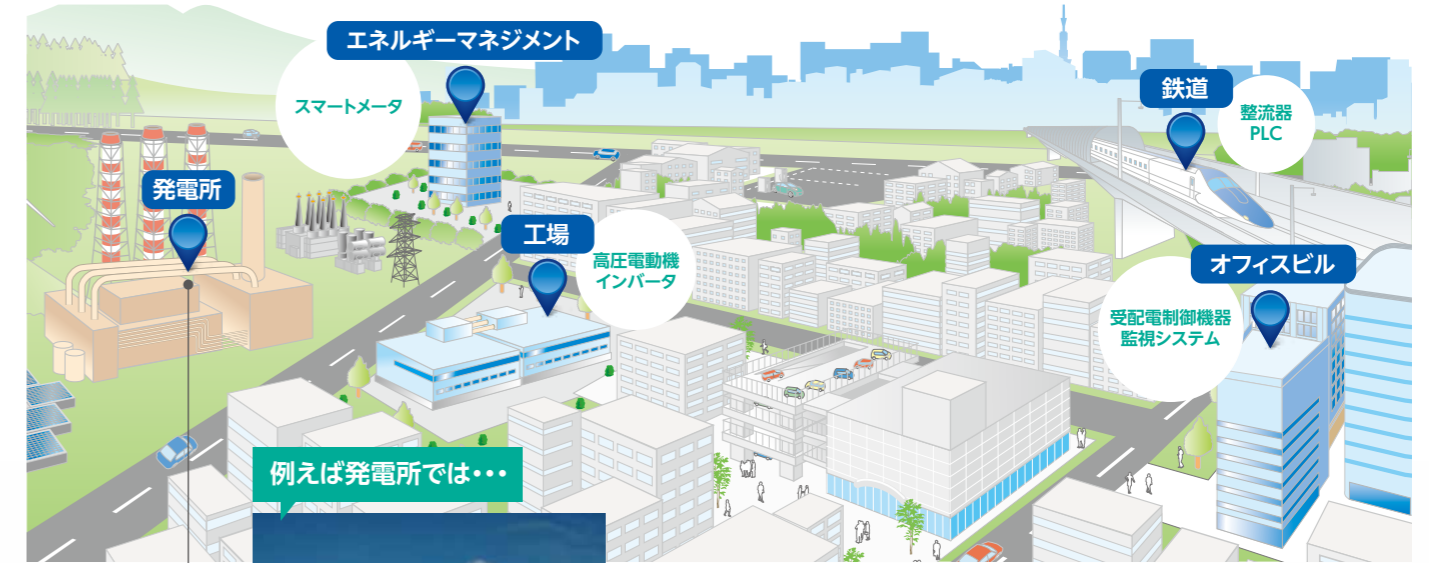 エネルギーマネジメント
スマートメータ
鉄道
整流器
PLC
発電所
工場
高圧電動機
インバータ
オフィスビル
受配電制御機器
監視システム
例えば発電所では・・・